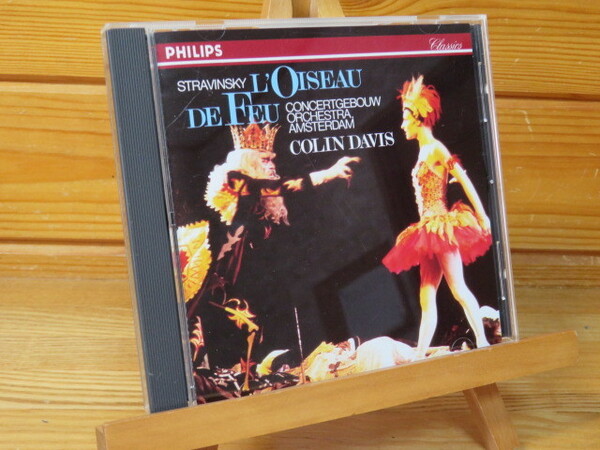 PHILIPS
Classics
STRAVINSKY L'OISEAU
DE FEU CONCERTGEBOUW
ORCHESTRA,
AMSTERDAM
COLIN DAVIS